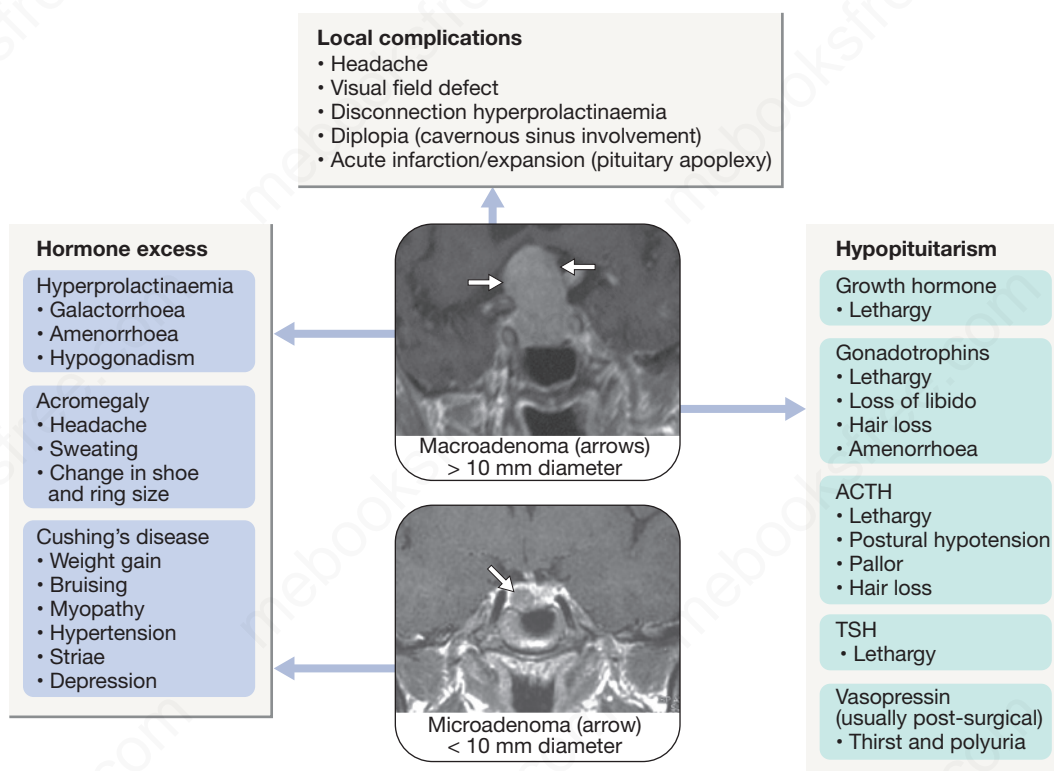 Local complications
• Headache
• Visual field defect
• Disconnection hyperprolactinaemia
• Diplopia (cavernous sinus involvement)
• Acute infarction/expansion (pituitary apoplexy)
Hormone excess
Hyperprolactinaemia
• Galactorrhoea
• Amenorrhoea
• Hypogonadism
Acromegaly
• Headache
• Sweating
• Change in shoe
and ring size
Cushing's disease
• Weight gain
• Bruising
• Myopathy
• Hypertension
• Striae
• Depression
Macroadenoma (arrows)
> 10 mm diameter
Microadenoma (arrow)
< 10 mm diameter
Hypopituitarism
Growth hormone
• Lethargy
Gonadotrophins
• Lethargy
• Loss of libido
• Hair loss
• Amenorrhoea
ACTH
• Lethargy
• Postural hypotension
• Pallor
• Hair loss
TSH
• Lethargy
Vasopressin
(usually post-surgical)
• Thirst and polyuria